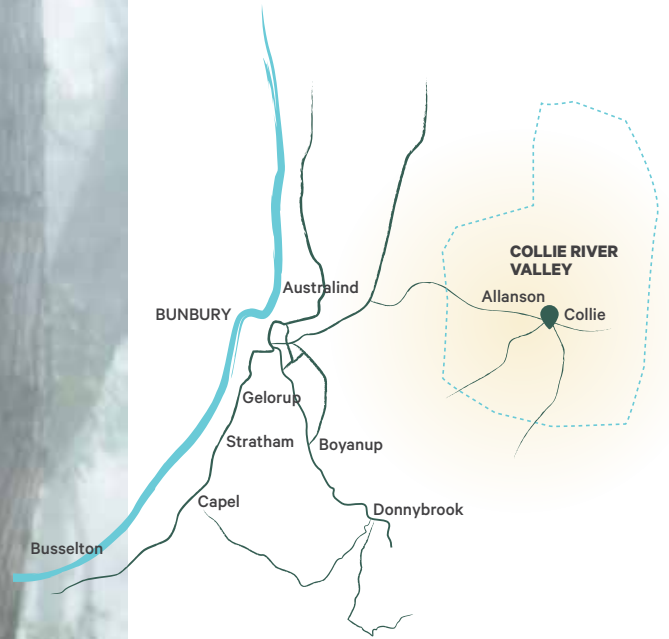 COLLIE RIVER
VALLEY
Australind
Allanson
BUNBURY
Collie
Gelorup
Stratham
Boyanup
Capel
Donnybrook
Busselton